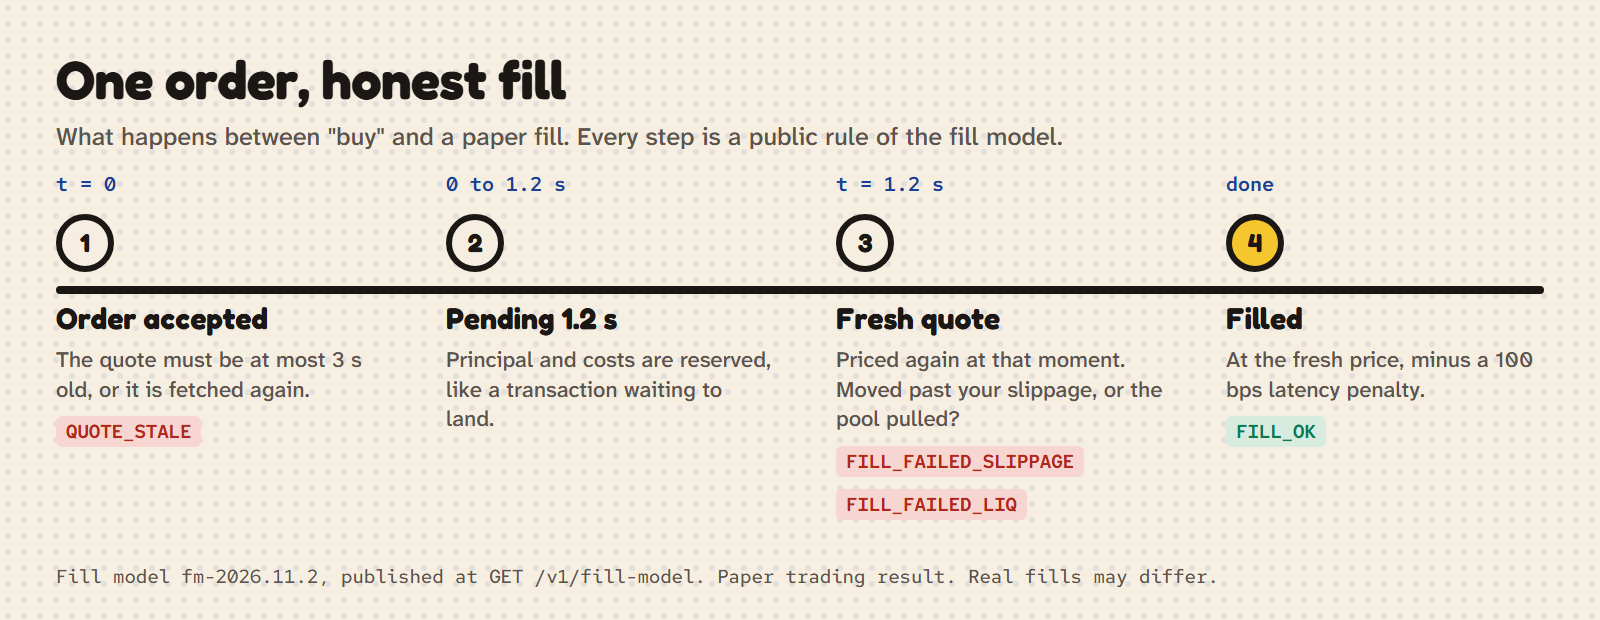 One order, honest fill
What happens between "buy" and a paper fill. Every step is a public rule of the fill model.
t = 0
1
Order accepted
The quote must be at most 3 s
old, or it is fetched again.
QUOTE_STALE
0 to 1.2 s
2
Pending 1.2 s
Principal and costs are reserved,
like a transaction waiting to
land.
t = 1.2 s
3
Fresh quote
Priced again at that moment.
Moved past your slippage, or the
pool pulled?
FILL_FAILED_SLIPPAGE
FILL_FAILED_LIQ
done
4
Filled
At the fresh price, minus a 100
bps latency penalty.
FILL_OK
Fill model fm-2026.11.2, published at GET /v1/fill-model. Paper trading result. Real fills may differ.